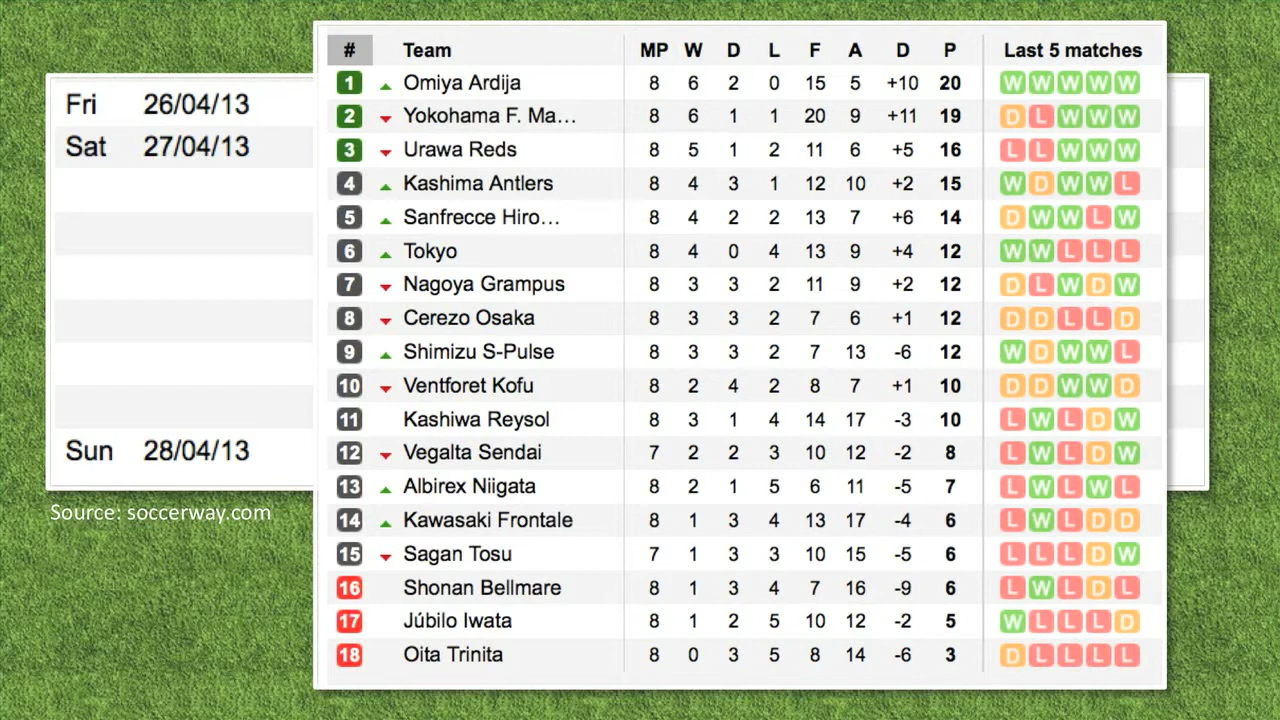 # Team MP W D L F A D P Last 5 matches
1 Omiya Ardija 8 6 2 0 15 5 +10 20 W W W W W
Fri 26/04/13
2 Yokohama F. Ma... 8 6 1 1 20 9 +11 19 D L W W W
Sat 27/04/13
3 Urawa Reds 8 5 1 2 11 6 +5 16 L L W W W
4 Kashima Antlers 8 4 3 1 12 10 +2 15 W D W W L
5 Sanfrecce Hiro... 8 4 2 2 13 7 +6 14 D W W L W
6 Tokyo 8 4 0 4 13 9 +4 12 W W L L L
7 Nagoya Grampus 8 3 3 2 11 9 +2 12 D L W D W
8 Cerezo Osaka 8 3 3 2 7 6 +1 12 D D L L D
9 Shimizu S-Pulse 8 3 3 2 7 13 -6 12 W D W W L
10 Ventforet Kofu 8 2 4 2 8 7 +1 10 D D W W D
11 Kashiwa Reysol 8 3 1 4 14 17 -3 10 L W L D W
Sun 28/04/13
12 Vegalta Sendai 7 2 2 3 10 12 -2 8 L W L D W
13 Albirex Niigata 8 2 1 5 6 11 -5 7 L W L W L
Source: soccerway.com
14 Kawasaki Frontale 8 1 3 4 13 17 -4 6 L W L D D
15 Sagan Tosu 7 1 3 3 10 15 -5 6 L L L D W
16 Shonan Bellmare 8 1 3 4 7 16 -9 6 L W L D L
17 Júbilo Iwata 8 1 2 5 10 12 -2 5 W L L L D
18 Oita Trinita 8 0 3 5 8 14 -6 3 D L L L L